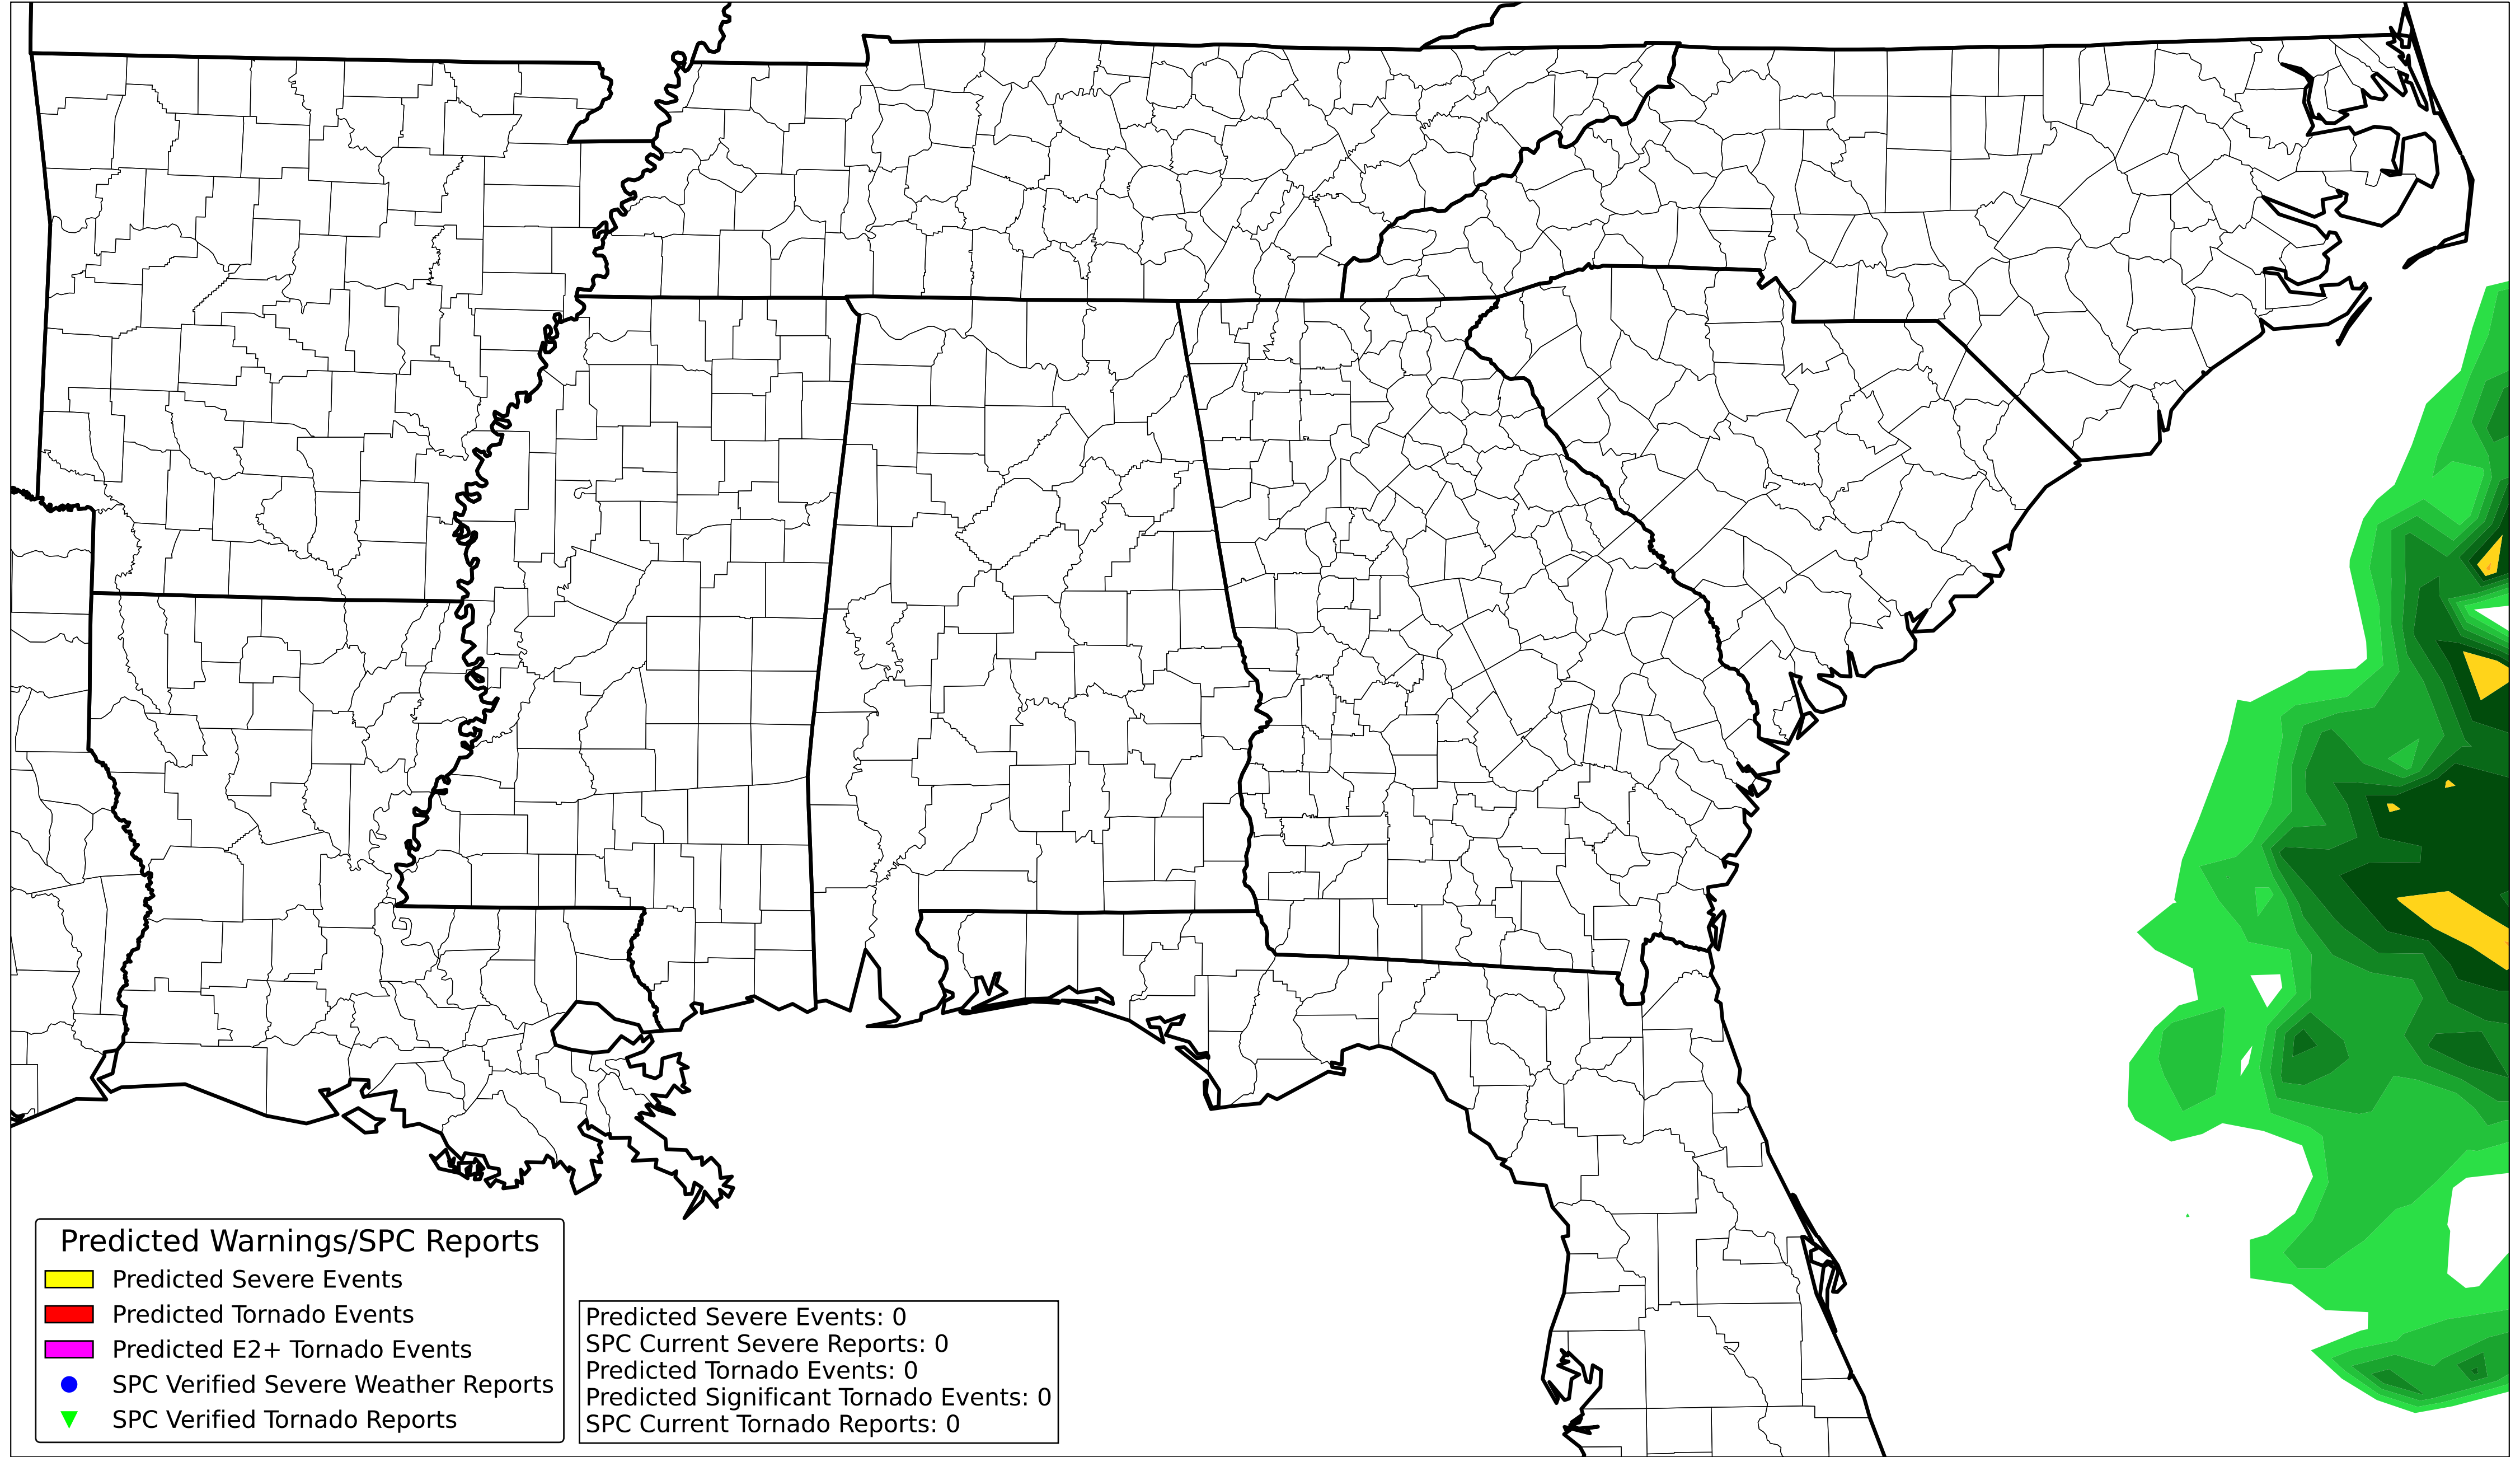 Predicted Warnings/SPC Reports
Predicted Severe Events
Predicted Tornado Events
Predicted E2+ Tornado Events
SPC Verified Severe Weather Reports
SPC Verified Tornado Reports
Predicted Severe Events: 0
SPC Current Severe Reports: 0
Predicted Tornado Events: 0
Predicted Significant Tornado Events: 0
SPC Current Tornado Reports: 0